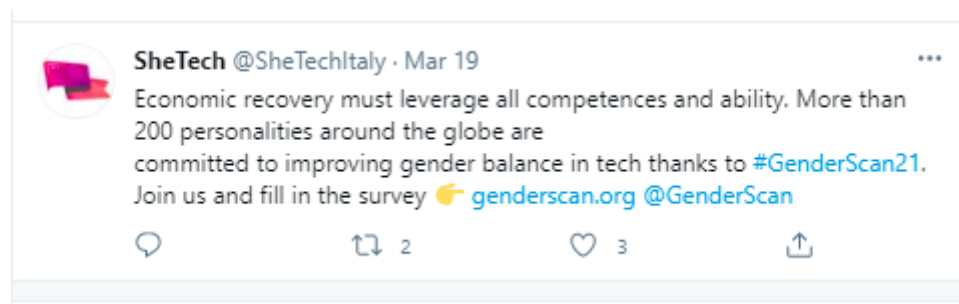 SheTech @SheTechItaly · Mar 19
Economic recovery must leverage all competences and ability. More than
200 personalities around the globe are
committed to improving gender balance in tech thanks to #GenderScan21.
Join us and fill in the survey 👉 genderscan.org @GenderScan
2 3